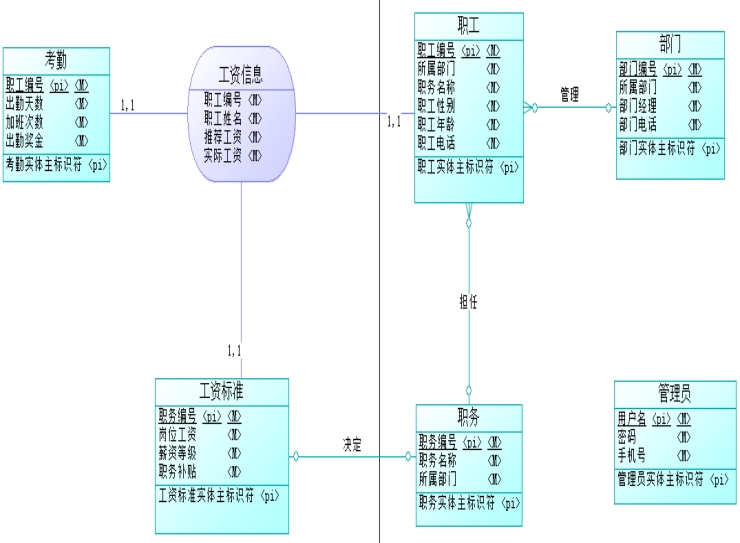 考勤
职工编号 <pi> <M>
出勤天数 <M>
加班次数 <M>
出勤奖金 <M>
考勤实体主标识符 <pi>
1,1
工资信息
职工编号 <M>
职工姓名 <M>
推荐工资 <M>
实际工资 <M>
1,1
职工
职工编号 <pi> <M>
所属部门 <M>
职务名称 <M>
职工性别 <M>
职工年龄 <M>
职工电话 <M>
职工实体主标识符 <pi>
管理
部门
部门编号 <pi> <M>
所属部门 <M>
部门经理 <M>
部门电话 <M>
部门实体主标识符 <pi>
担任
1,1
工资标准
职务编号 <pi> <M>
岗位工资 <M>
薪资等级 <M>
职务补贴 <M>
工资标准实体主标识符 <pi>
决定
职务
职务编号 <pi> <M>
职务名称 <M>
所属部门 <M>
职务实体主标识符 <pi>
管理员
用户名 <pi> <M>
密码 <M>
手机号 <M>
管理员实体主标识符 <pi>